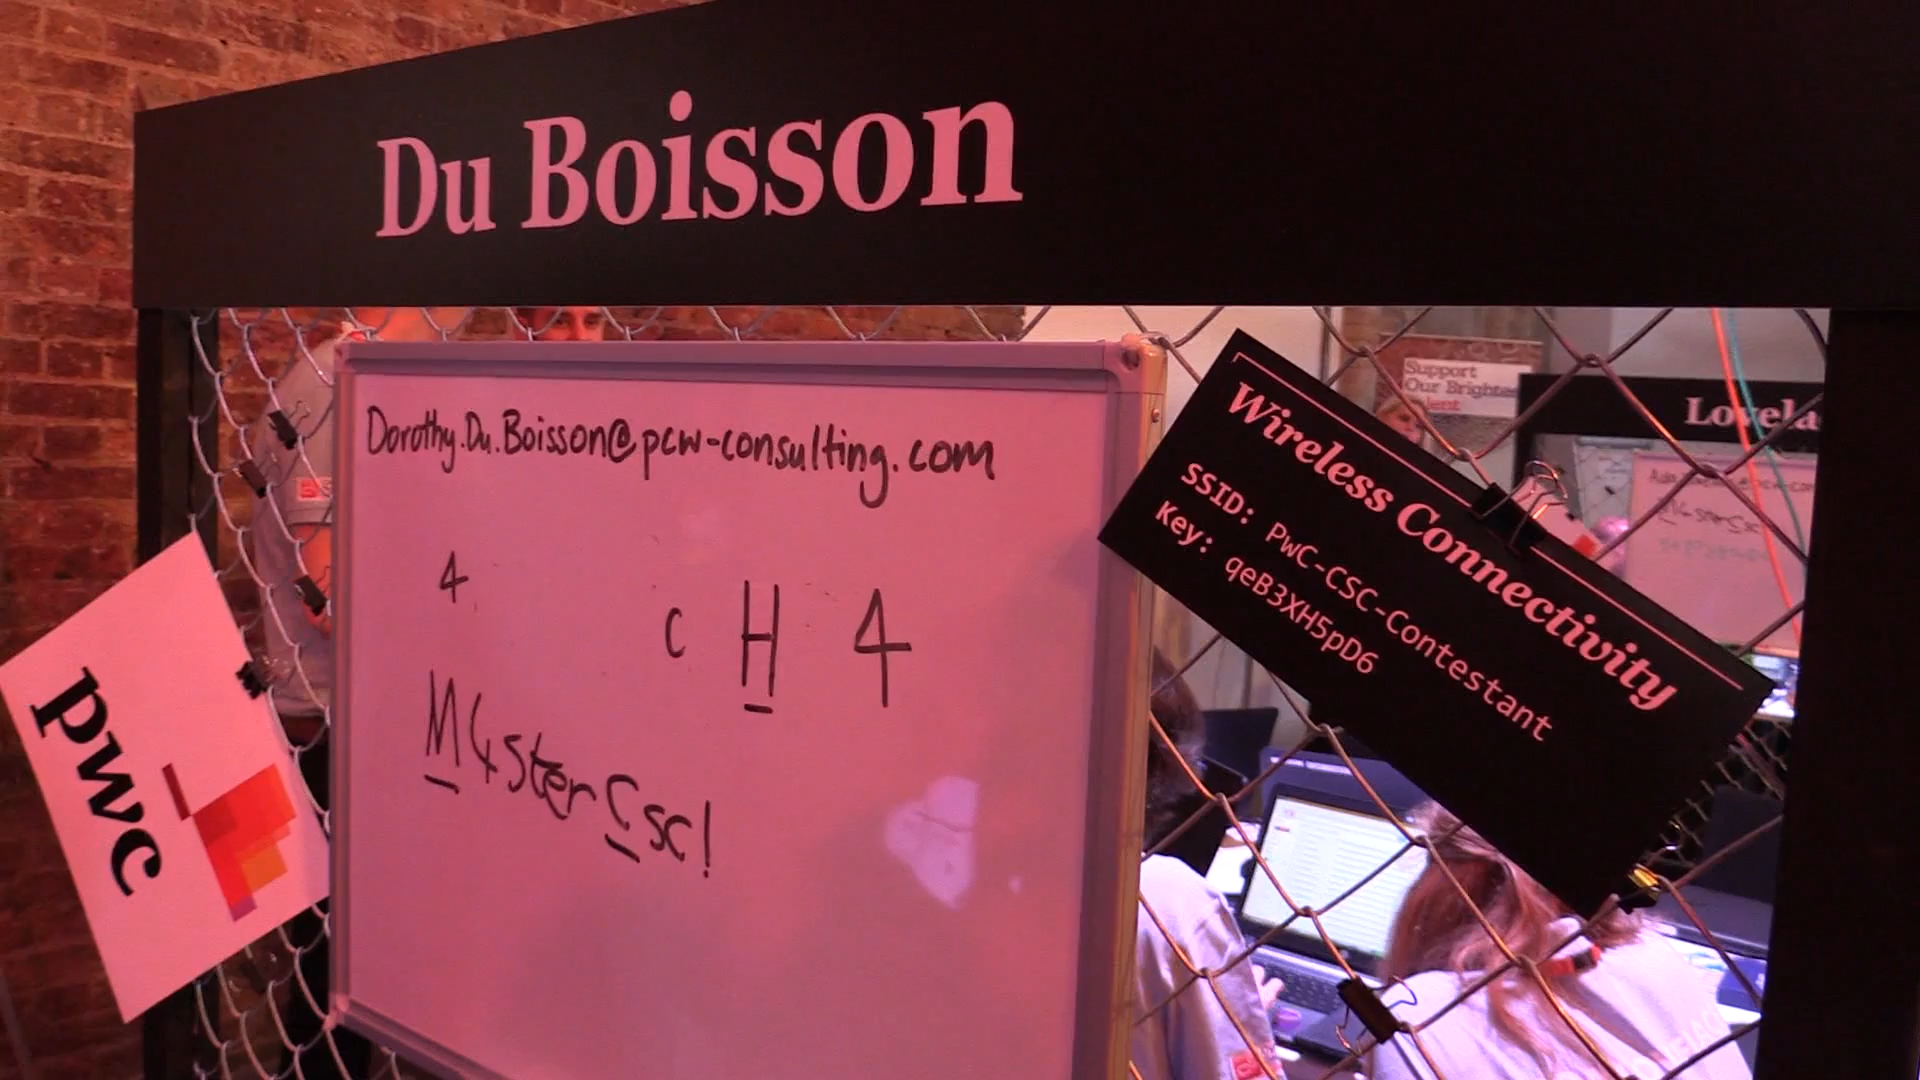 Du Boisson
Dorothy.Du.Boisson@pcw-consulting.com
4
c H 4
M4sterCsc!
pwc
Wireless Connectivity
SSID: PwC-CSC-Contestant
Key: qeB3XH5pD6
Support
Our Brightest
Lovela